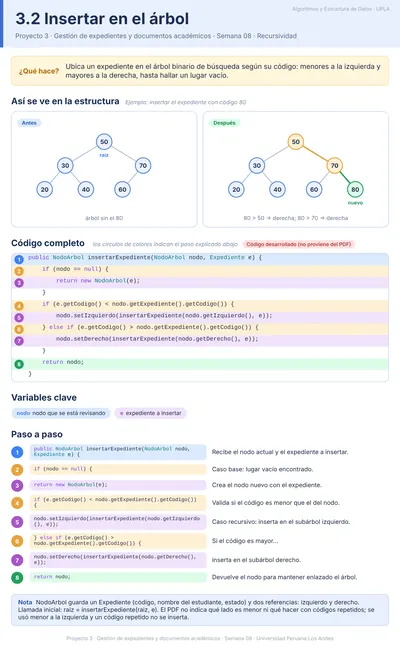 Algoritmos y Estructura de Datos · UPLA
3.2 Insertar en el árbol
Proyecto 3 · Gestión de expedientes y documentos académicos · Semana 08 · Recursividad
¿Qué hace?
Ubica un expediente en el árbol binario de búsqueda según su código: menores a la izquierda y
mayores a la derecha, hasta hallar un lugar vacío.
Así se ve en la estructura
Ejemplo: insertar el expediente con código 80
Antes
50
raíz
30
70
20
40
60
árbol sin el 80
Después
50
30
70
20
40
60
80
nuevo
80 > 50 → derecha; 80 > 70 → derecha
Código completo
los círculos de colores indican el paso explicado abajo
Código desarrollado (no proviene del PDF)
1 public NodoArbol insertarExpediente(NodoArbol nodo, Expediente e) {
2 if (nodo == null) {
3 return new NodoArbol(e);
}
4 if (e.getCodigo() < nodo.getExpediente().getCodigo()) {
5 nodo.setIzquierdo(insertarExpediente(nodo.getIzquierdo(), e));
6 } else if (e.getCodigo() > nodo.getExpediente().getCodigo()) {
7 nodo.setDerecho(insertarExpediente(nodo.getDerecho(), e));
}
8 return nodo;
}
Variables clave
nodo nodo que se está revisando
e expediente a insertar
Paso a paso
1 public NodoArbol insertarExpediente(NodoArbol nodo,
Expediente e) {
Recibe el nodo actual y el expediente a insertar.
2 if (nodo == null) {
Caso base: lugar vacío encontrado.
3 return new NodoArbol(e);
Crea el nodo nuevo con el expediente.
4 if (e.getCodigo() < nodo.getExpediente().getCodigo())
{
Valida si el código es menor que el del nodo.
5 nodo.setIzquierdo(insertarExpediente(nodo.getIzquierdo
(), e));
Caso recursivo: inserta en el subárbol izquierdo.
6 } else if (e.getCodigo() >
nodo.getExpediente().getCodigo()) {
Si el código es mayor...
7 nodo.setDerecho(insertarExpediente(nodo.getDerecho(),
e));
inserta en el subárbol derecho.
8 return nodo;
Devuelve el nodo para mantener enlazado el árbol.
Nota NodoArbol guarda un Expediente (código, nombre del estudiante, estado) y dos referencias: izquierdo y derecho.
Llamada inicial: raíz = insertarExpediente(raíz, e). El PDF no indica qué lado es menor ni qué hacer con códigos repetidos; se
usó menor a la izquierda y un código repetido no se inserta.
Proyecto 3 · Gestión de expedientes y documentos académicos · Semana 08 · Universidad Peruana Los Andes